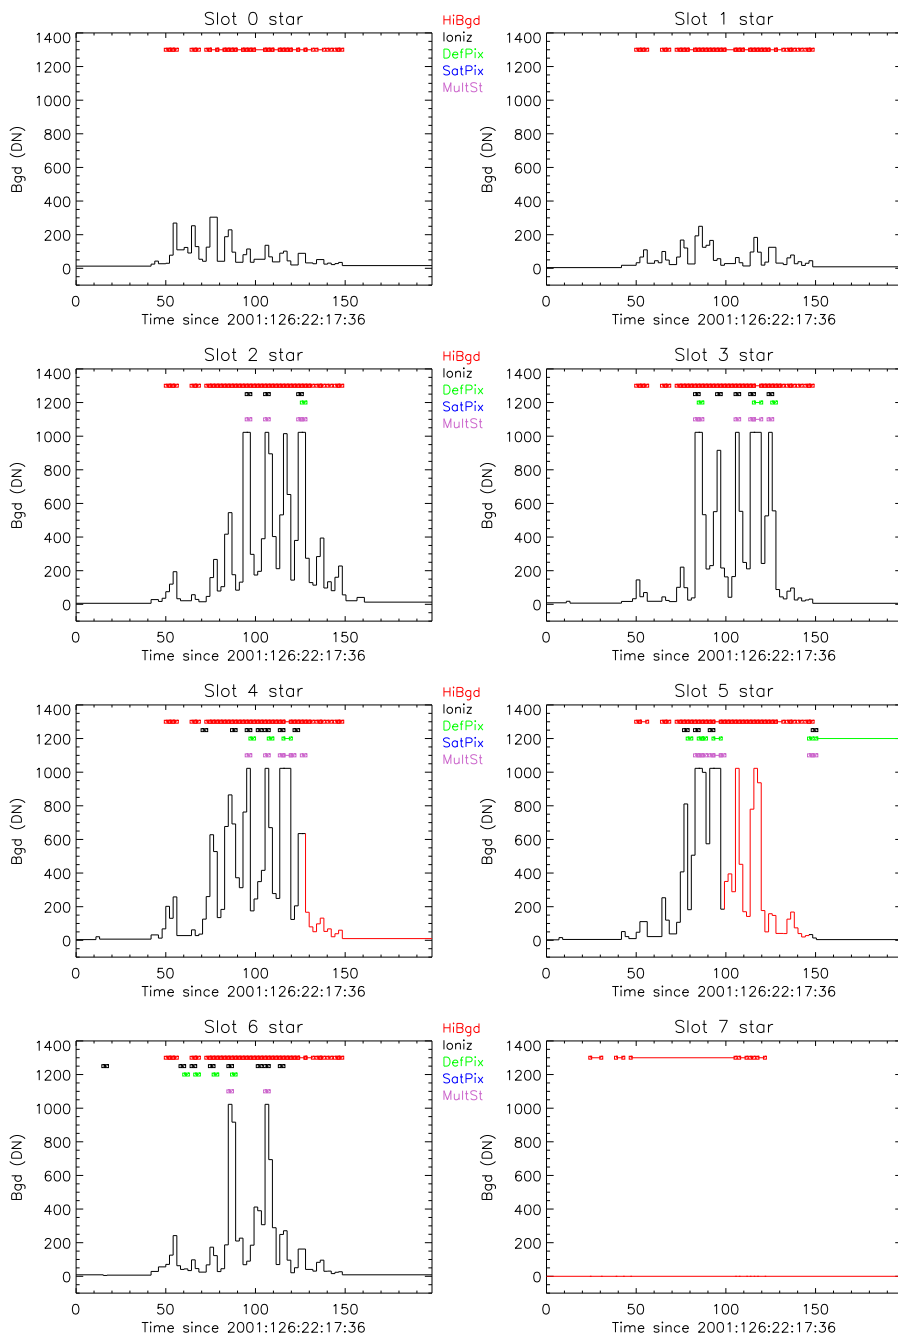 Slot 0 star
Slot 1 star
HiBgd
Ioniz
DefPix
SatPix
MultSt
Bgd (DN)
1400
1200
1000
800
600
400
200
0
0 50 100 150
Time since 2001:126:22:17:36
Bgd (DN)
1400
1200
1000
800
600
400
200
0
0 50 100 150
Time since 2001:126:22:17:36
Slot 2 star
Slot 3 star
HiBgd
Ioniz
DefPix
SatPix
MultSt
Bgd (DN)
1400
1200
1000
800
600
400
200
0
0 50 100 150
Time since 2001:126:22:17:36
Bgd (DN)
1400
1200
1000
800
600
400
200
0
0 50 100 150
Time since 2001:126:22:17:36
Slot 4 star
Slot 5 star
HiBgd
Ioniz
DefPix
SatPix
MultSt
Bgd (DN)
1400
1200
1000
800
600
400
200
0
0 50 100 150
Time since 2001:126:22:17:36
Bgd (DN)
1400
1200
1000
800
600
400
200
0
0 50 100 150
Time since 2001:126:22:17:36
Slot 6 star
Slot 7 star
HiBgd
Ioniz
DefPix
SatPix
MultSt
Bgd (DN)
1400
1200
1000
800
600
400
200
0
0 50 100 150
Time since 2001:126:22:17:36
Bgd (DN)
1400
1200
1000
800
600
400
200
0
0 50 100 150
Time since 2001:126:22:17:36